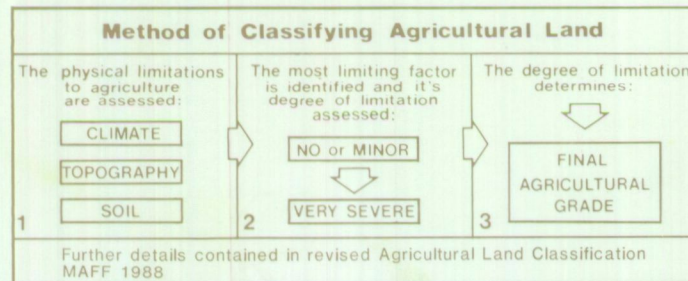 Method of Classifying Agricultural Land
The physical limitations
to agriculture
are assessed:
CLIMATE
TOPOGRAPHY
SOIL
1
The most limiting factor
is identified and it's
degree of limitation
assessed:
NO or MINOR
VERY SEVERE
2
The degree of limitation
determines:
FINAL
AGRICULTURAL
GRADE
3
Further details contained in revised Agricultural Land Classification
MAFF 1988